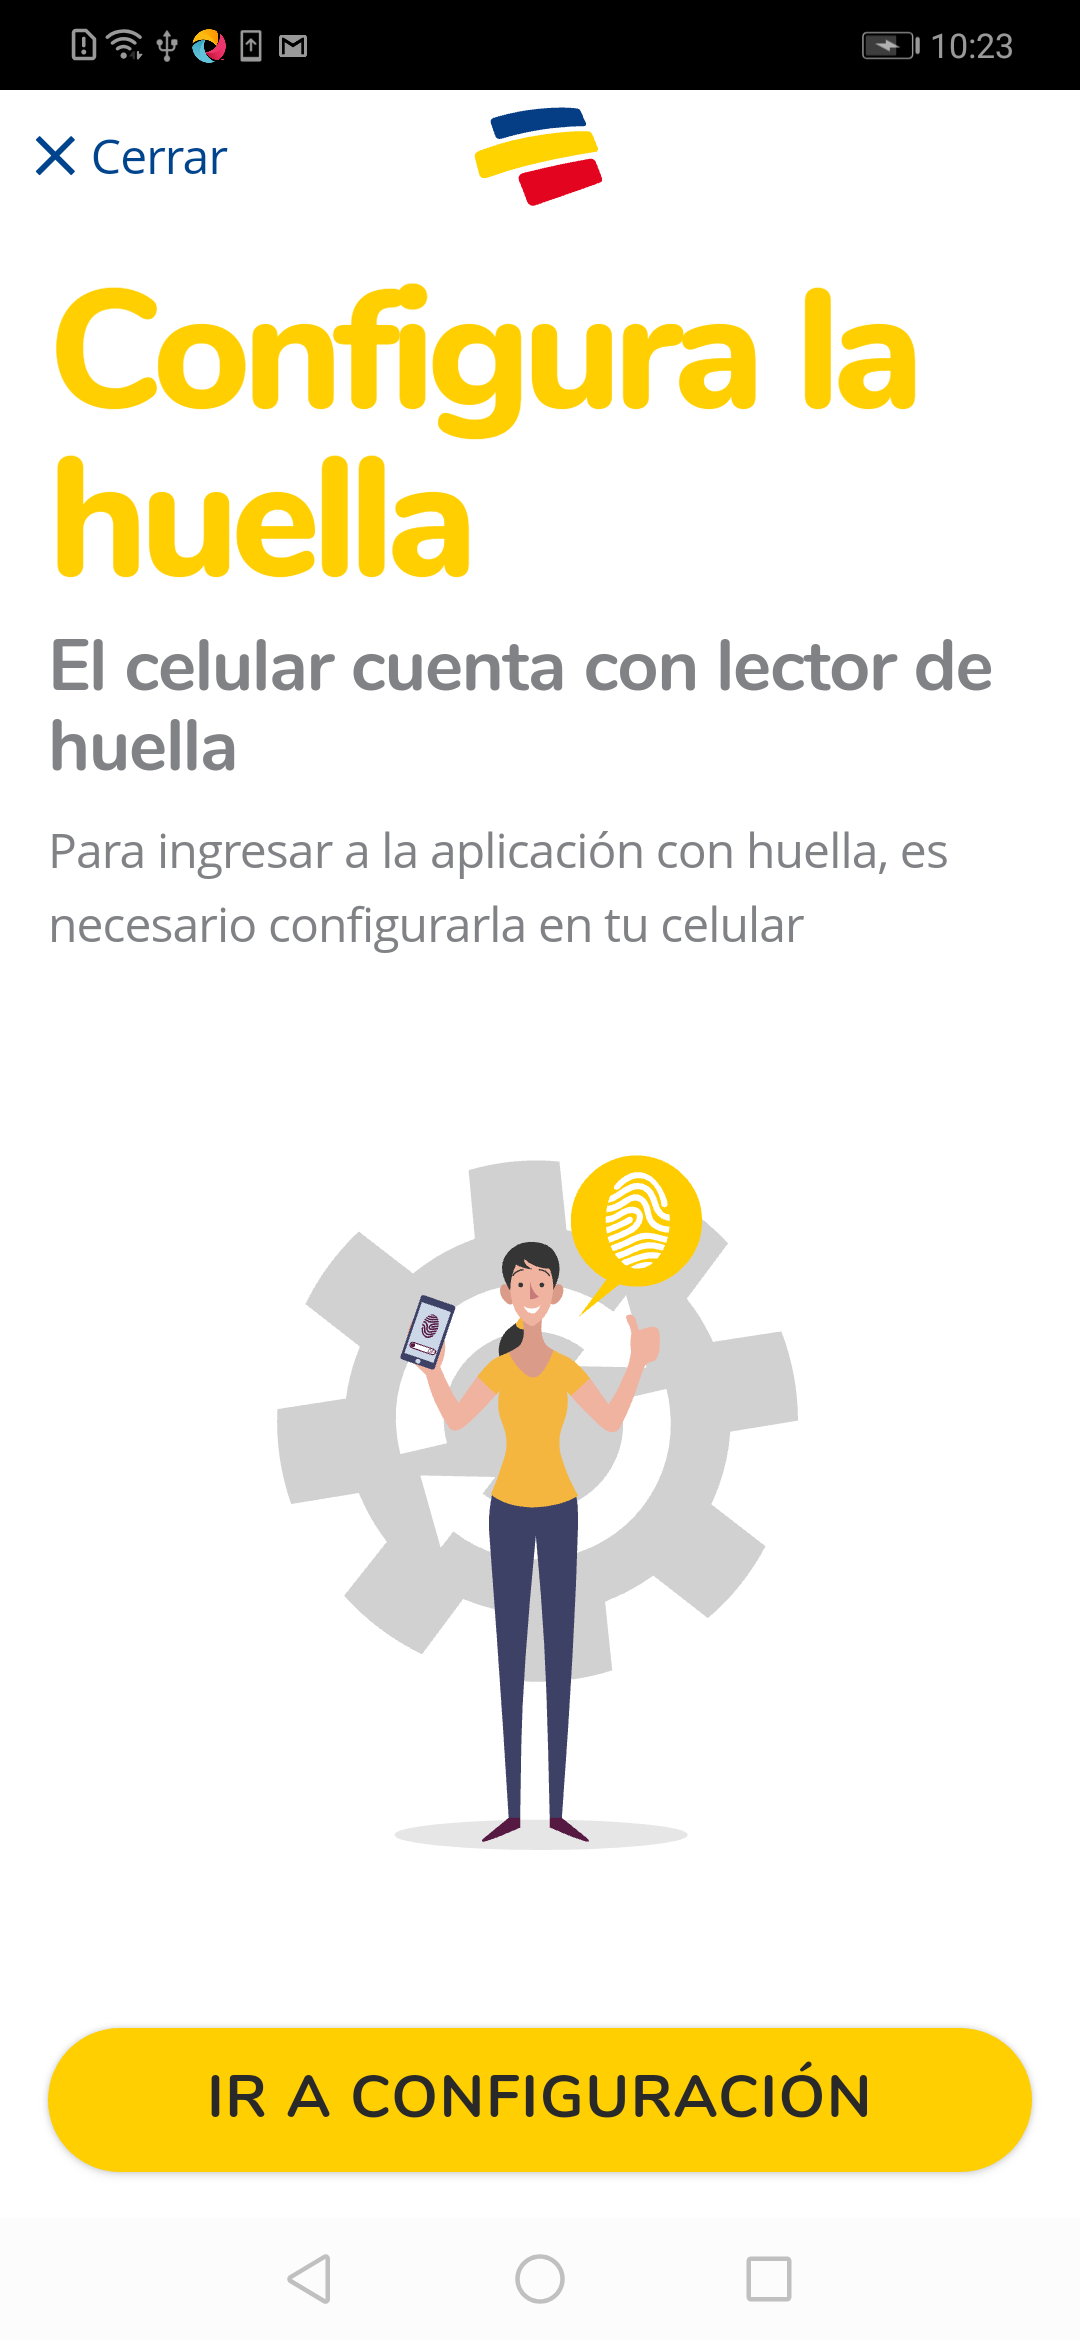 10:23
Cerrar
Configura la
huella
El celular cuenta con lector de
huella
Para ingresar a la aplicación con huella, es
necesario configurarla en tu celular
IR A CONFIGURACIÓN